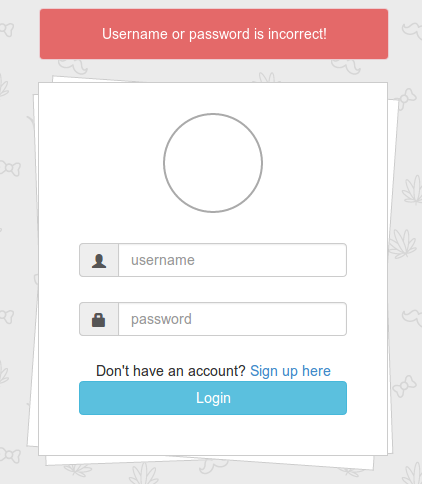 Username or password is incorrect!
username
password
Don't have an account? Sign up here
Login